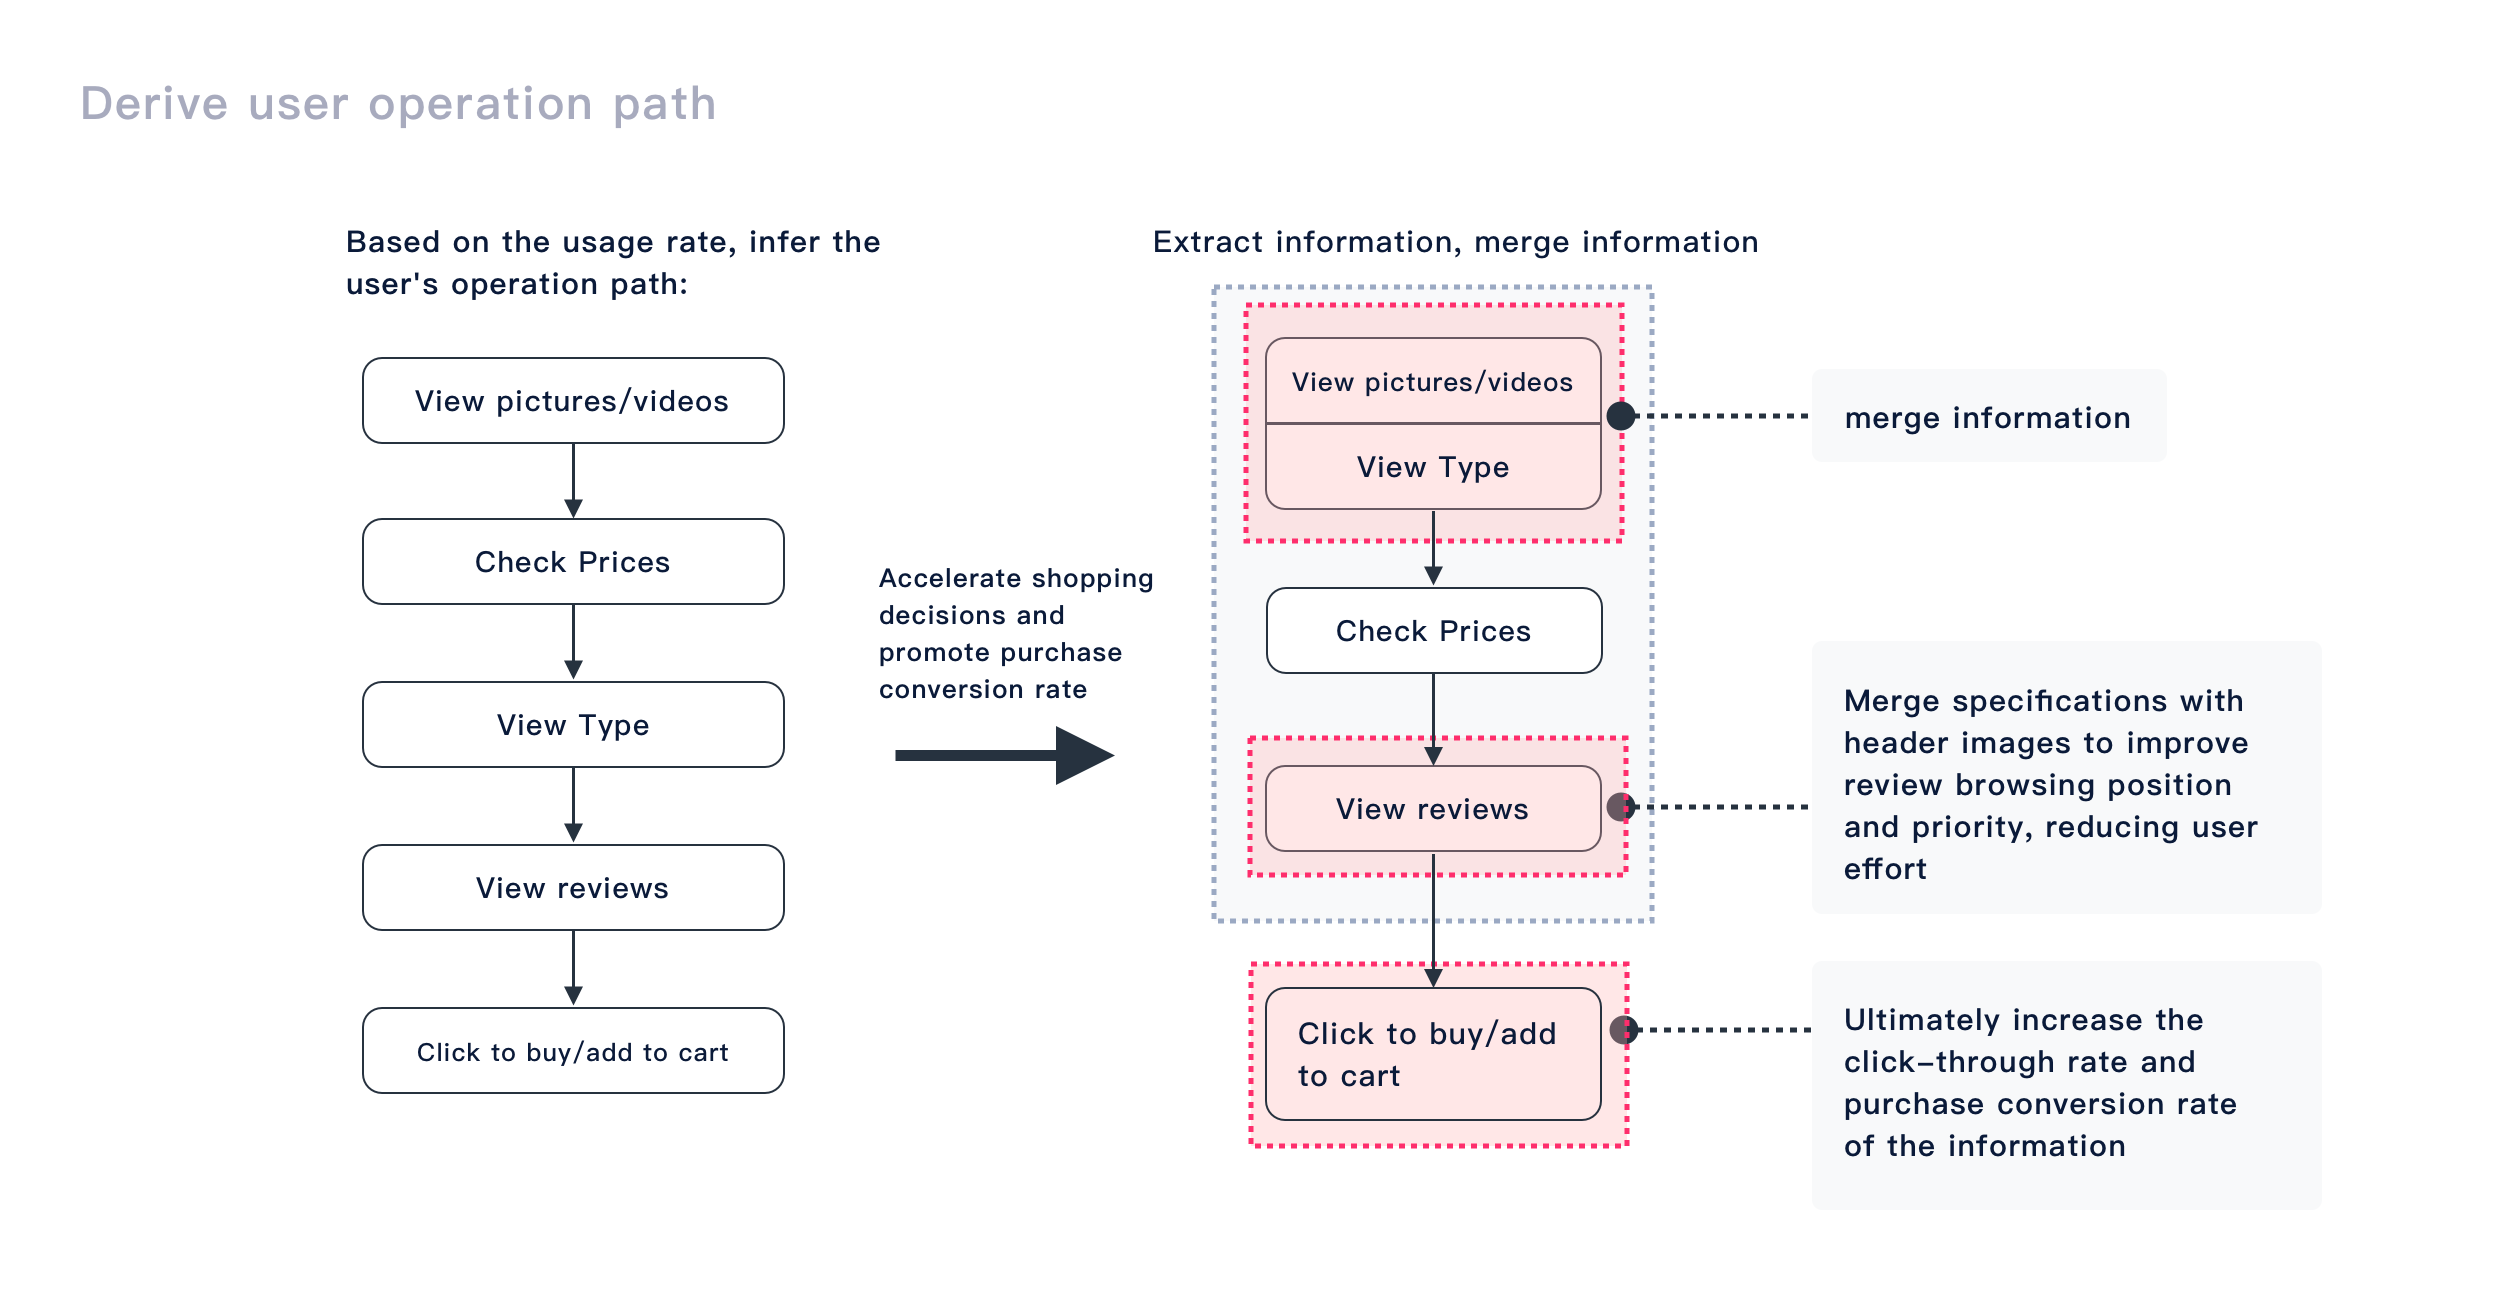 Derive user operation path
Based on the usage rate, infer the
user's operation path:
View pictures/videos
Check Prices
View Type
View reviews
Click to buy/add to cart
Accelerate shopping
decisions and
promote purchase
conversion rate
Extract information, merge information
View pictures/videos
View Type
Check Prices
View reviews
Click to buy/add
to cart
merge information
Merge specifications with
header images to improve
review browsing position
and priority, reducing user
effort
Ultimately increase the
click–through rate and
purchase conversion rate
of the information